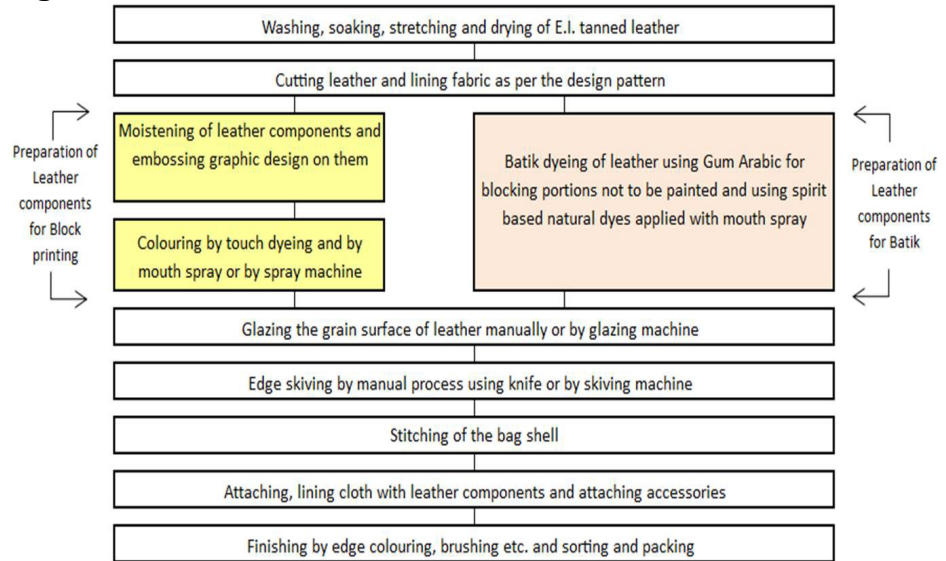 Washing, soaking, stretching and drying of E.I. tanned leather
Cutting leather and lining fabric as per the design pattern
Preparation of
Leather
components
for Block
printing
Moistening of leather components and
embossing graphic design on them
Colouring by touch dyeing and by
mouth spray or by spray machine
Batik dyeing of leather using Gum Arabic for
blocking portions not to be painted and using spirit
based natural dyes applied with mouth spray
Preparation of
Leather
components
for Batik
Glazing the grain surface of leather manually or by glazing machine
Edge skiving by manual process using knife or by skiving machine
Stitching of the bag shell
Attaching, lining cloth with leather components and attaching accessories
Finishing by edge colouring, brushing etc. and sorting and packing